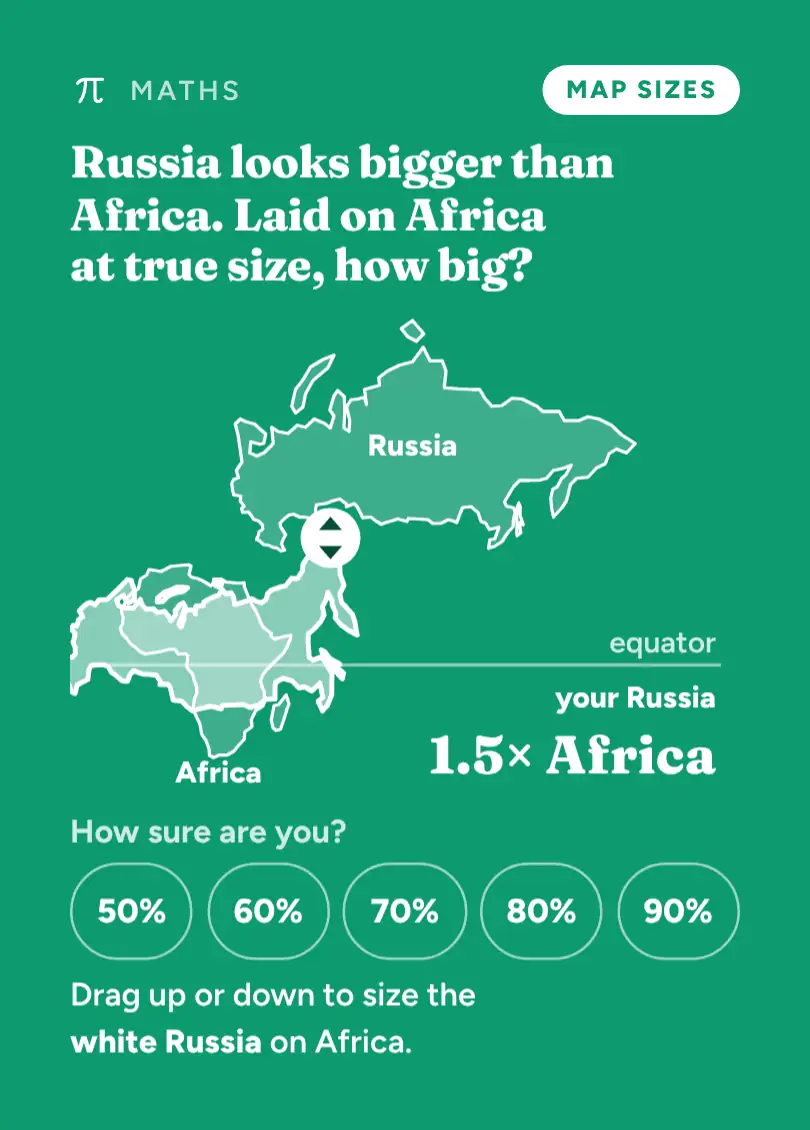 π MATHS
MAP SIZES
Russia looks bigger than
Africa. Laid on Africa
at true size, how big?
Russia
equator
your Russia
1.5× Africa
Africa
How sure are you?
50% 60% 70% 80% 90%
Drag up or down to size the
white Russia on Africa.